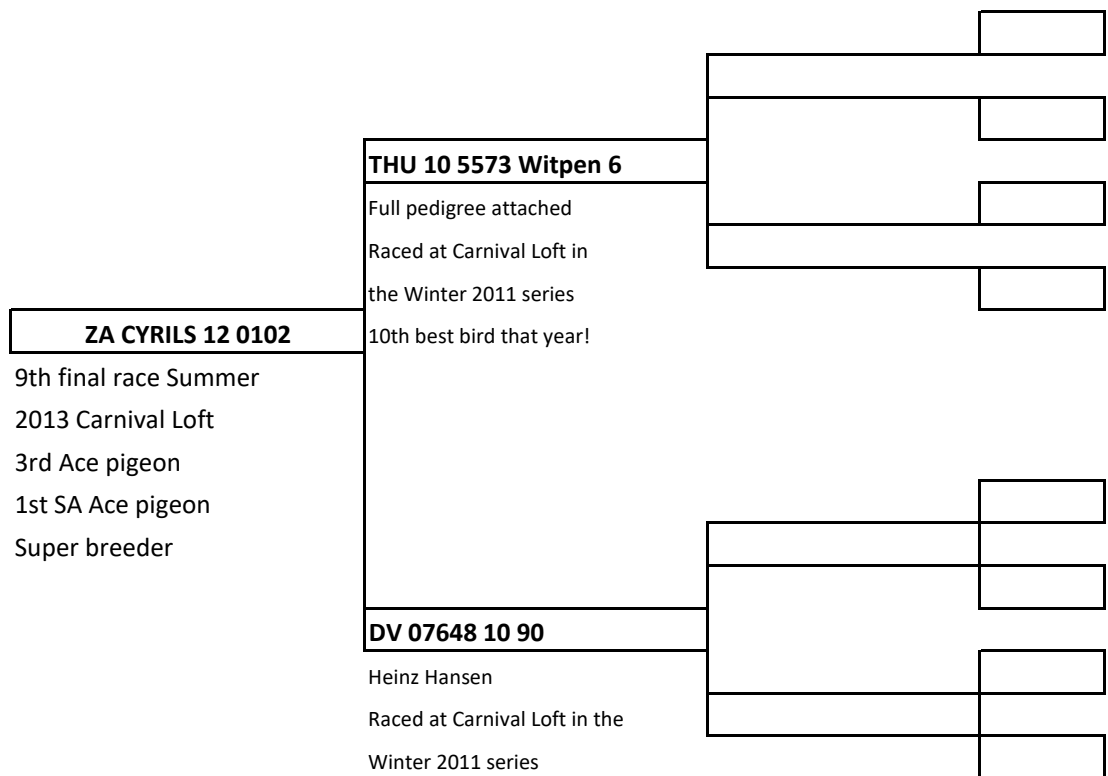 THU 10 5573 Witpen 6
Full pedigree attached
Raced at Carnival Loft in
the Winter 2011 series
10th best bird that year!
ZA CYRILS 12 0102
9th final race Summer
2013 Carnival Loft
3rd Ace pigeon
1st SA Ace pigeon
Super breeder
DV 07648 10 90
Heinz Hansen
Raced at Carnival Loft in the
Winter 2011 series